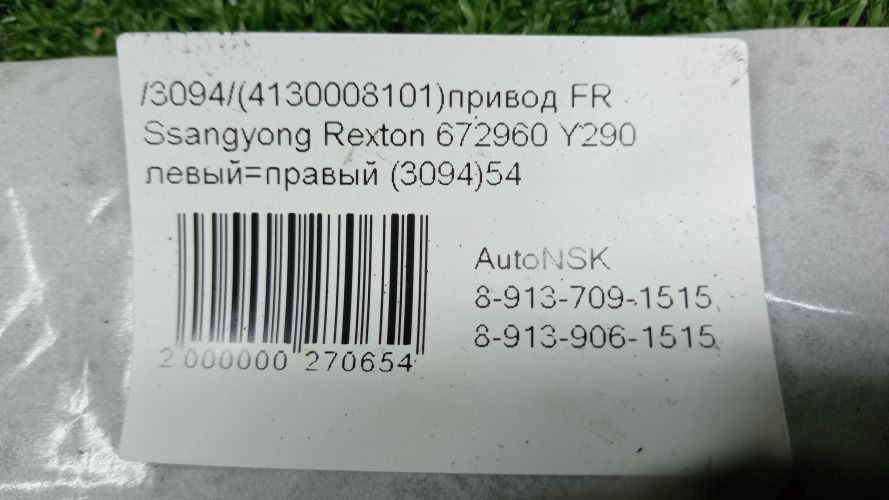 /3094/(4130008101)привод FR
Ssangyong Rexton 672960 Y290
левый=правый (3094)54
AutoNSK
8-913-709-1515,
8-913-906-1515
2 000000 270654